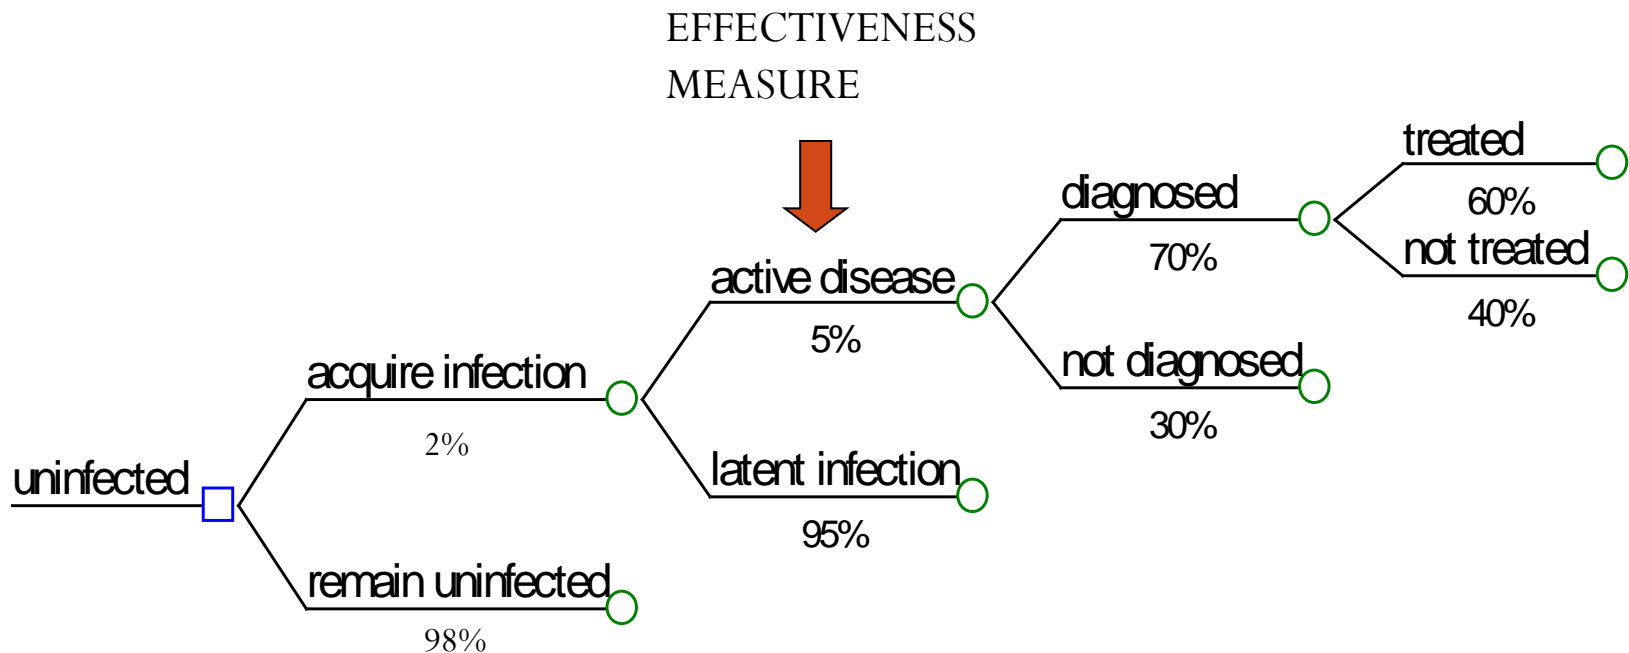 EFFECTIVENESS
MEASURE
treated
60%
diagnosed
70%
not treated
40%
active disease
5%
not diagnosed
30%
acquire infection
2%
latent infection
95%
uninfected
remain uninfected
98%